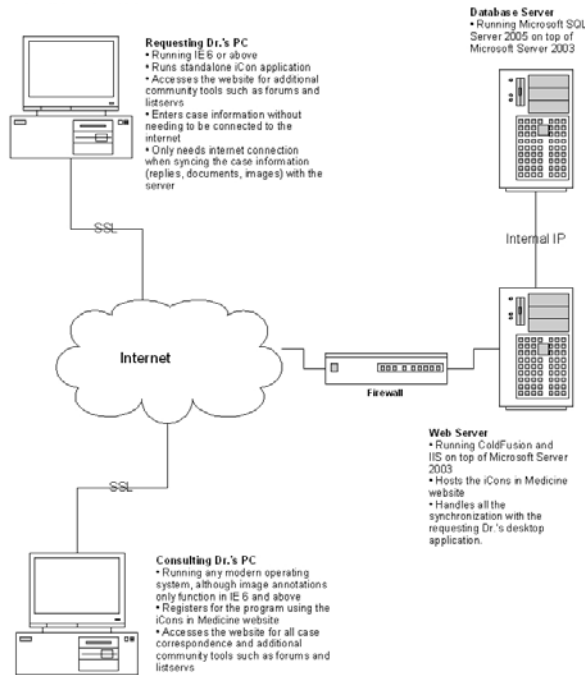 Requesting Dr.'s PC
• Running IE 6 or above
• Runs standalone iCon application
• Accesses the website for additional
community tools such as forums and
listservs
• Enters case information without
needing to be connected to the
internet
• Only needs internet connection
when syncing the case information
(replies, documents, images) with the
server
Database Server
• Running Microsoft SQL
Server 2005 on top of
Microsoft Server 2003
SSL
Internal IP
Internet
Firewall
Web Server
• Running ColdFusion and
IIS on top of Microsoft Server
2003
• Hosts the iCons in Medicine
website
• Handles all the
synchronization with the
requesting Dr.'s desktop
application.
SSL
Consulting Dr.'s PC
• Running any modern operating
system, although image annotations
only function in IE 6 and above
• Registers for the program using the
iCons in Medicine website
• Accesses the website for all case
correspondence and additional
community tools such as forums and
listservs